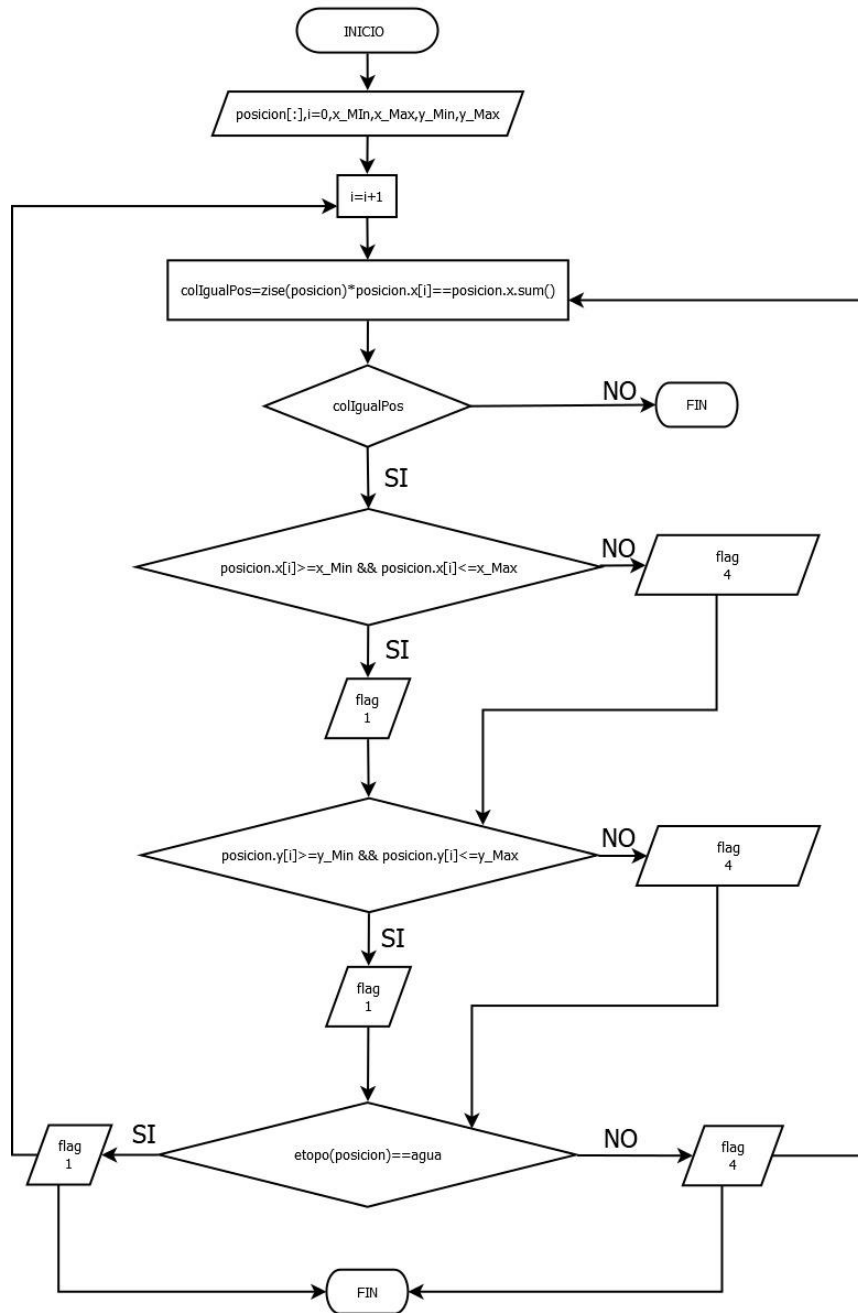 INICIO
posicion[:],i=0,x_MIn,x_Max,y_Min,y_Max
i=i+1
colIgualPos=zise(posicion)*posicion.x[i]==posicion.x.sum()
colIgualPos
NO
FIN
SI
posicion.x[i]>=x_Min && posicion.x[i]<=x_Max
NO
flag
4
SI
flag
1
posicion.y[i]>=y_Min && posicion.y[i]<=y_Max
NO
flag
4
SI
flag
1
etopo(posicion)==agua
SI
flag
1
NO
flag
4
FIN